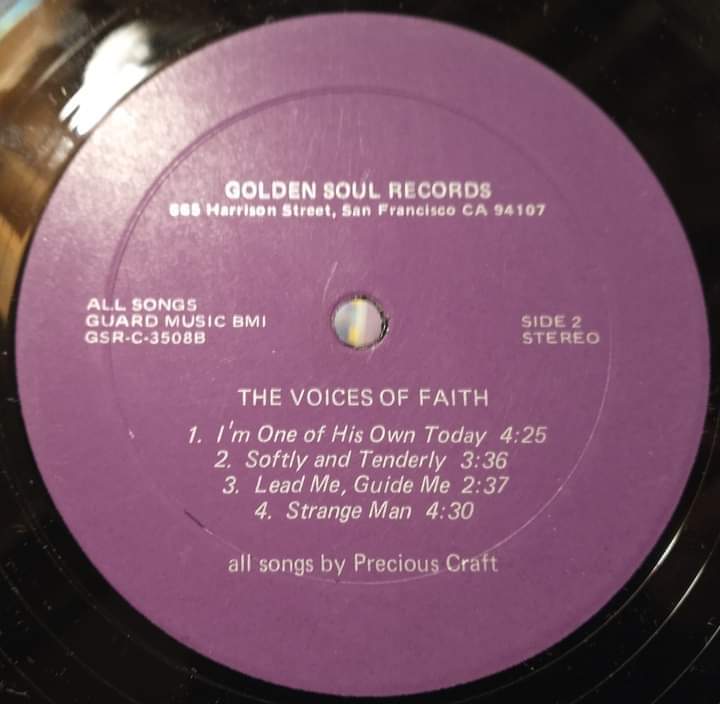 GOLDEN SOUL RECORDS
665 Harrison Street, San Francisco CA 94107
ALL SONGS
GUARD MUSIC BMI
GSR-C-3508B
SIDE 2
STEREO
THE VOICES OF FAITH
1. I'm One of His Own Today 4:25
2. Softly and Tenderly 3:36
3. Lead Me, Guide Me 2:37
4. Strange Man 4:30
all songs by Precious Craft